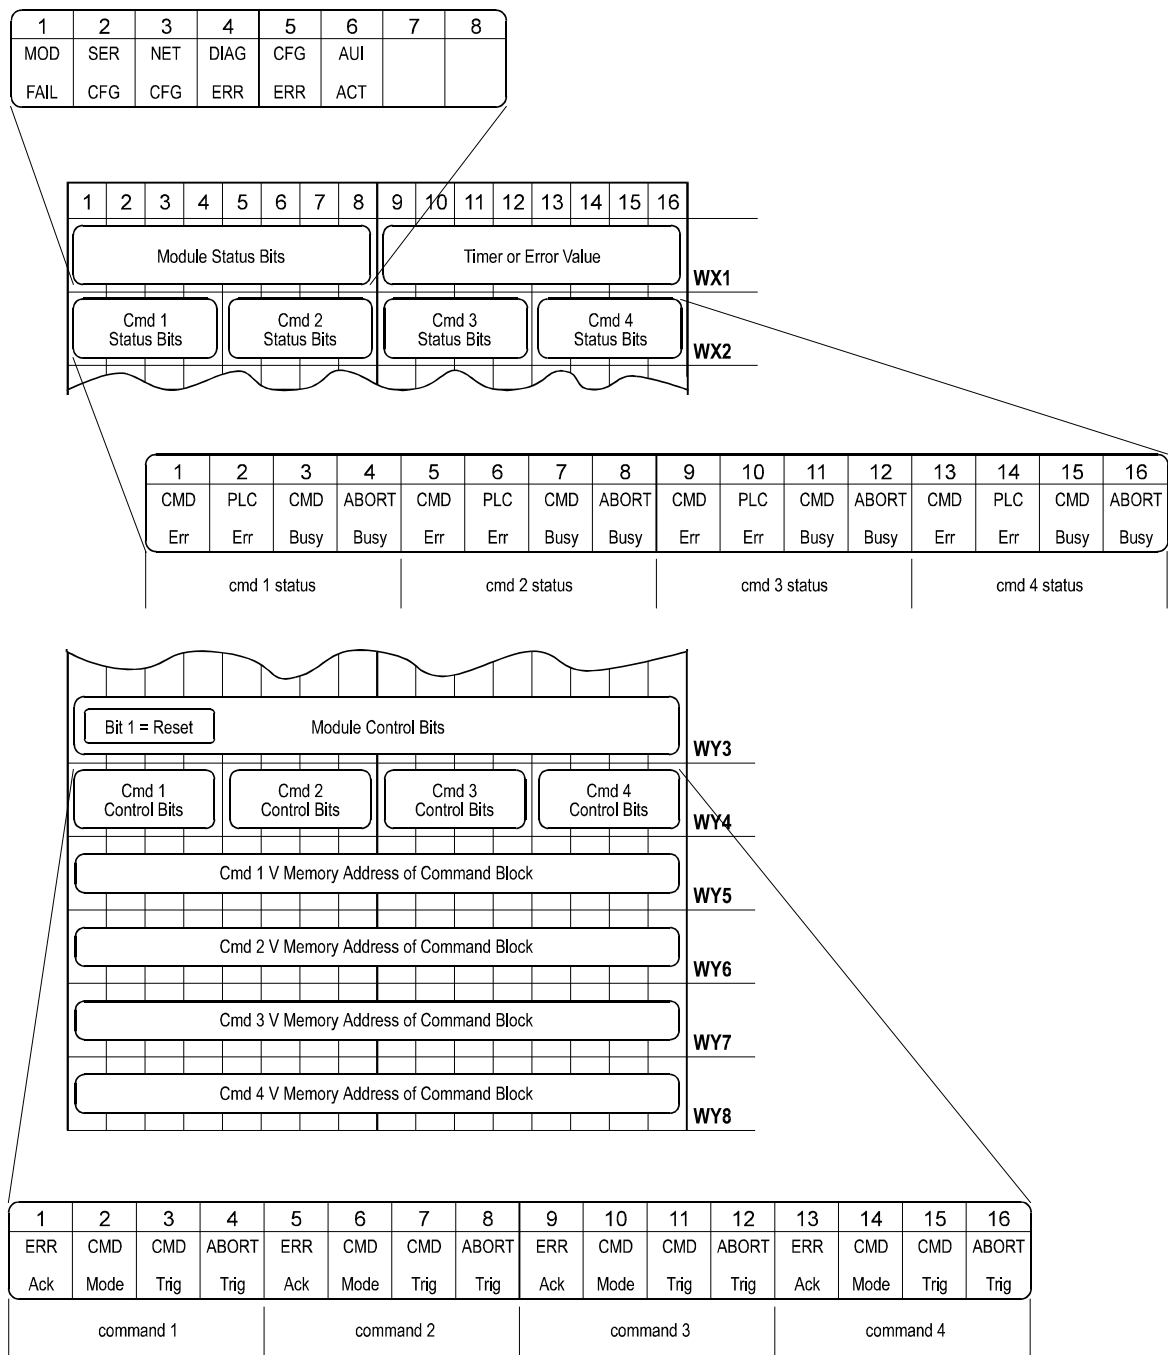 1 2 3 4 5 6 7 8
MOD SER NET DIAG CFG AUI
FAIL CFG CFG ERR ERR ACT
1 2 3 4 5 6 7 8 9 10 11 12 13 14 15 16
Module Status Bits Timer or Error Value
WX1
Cmd 1 Cmd 2 Cmd 3 Cmd 4
Status Bits Status Bits Status Bits Status Bits
WX2
1 2 3 4 5 6 7 8 9 10 11 12 13 14 15 16
CMD PLC CMD ABORT CMD PLC CMD ABORT CMD PLC CMD ABORT CMD PLC CMD ABORT
Err Err Busy Busy Err Err Busy Busy Err Err Busy Busy Err Err Busy Busy
cmd 1 status cmd 2 status cmd 3 status cmd 4 status
Bit 1 = Reset Module Control Bits
WY3
Cmd 1 Cmd 2 Cmd 3 Cmd 4
Control Bits Control Bits Control Bits Control Bits
WY4
Cmd 1 V Memory Address of Command Block
WY5
Cmd 2 V Memory Address of Command Block
WY6
Cmd 3 V Memory Address of Command Block
WY7
Cmd 4 V Memory Address of Command Block
WY8
1 2 3 4 5 6 7 8 9 10 11 12 13 14 15 16
ERR CMD CMD ABORT ERR CMD CMD ABORT ERR CMD CMD ABORT ERR CMD CMD ABORT
Ack Mode Trig Trig Ack Mode Trig Trig Ack Mode Trig Trig Ack Mode Trig Trig
command 1 command 2 command 3 command 4